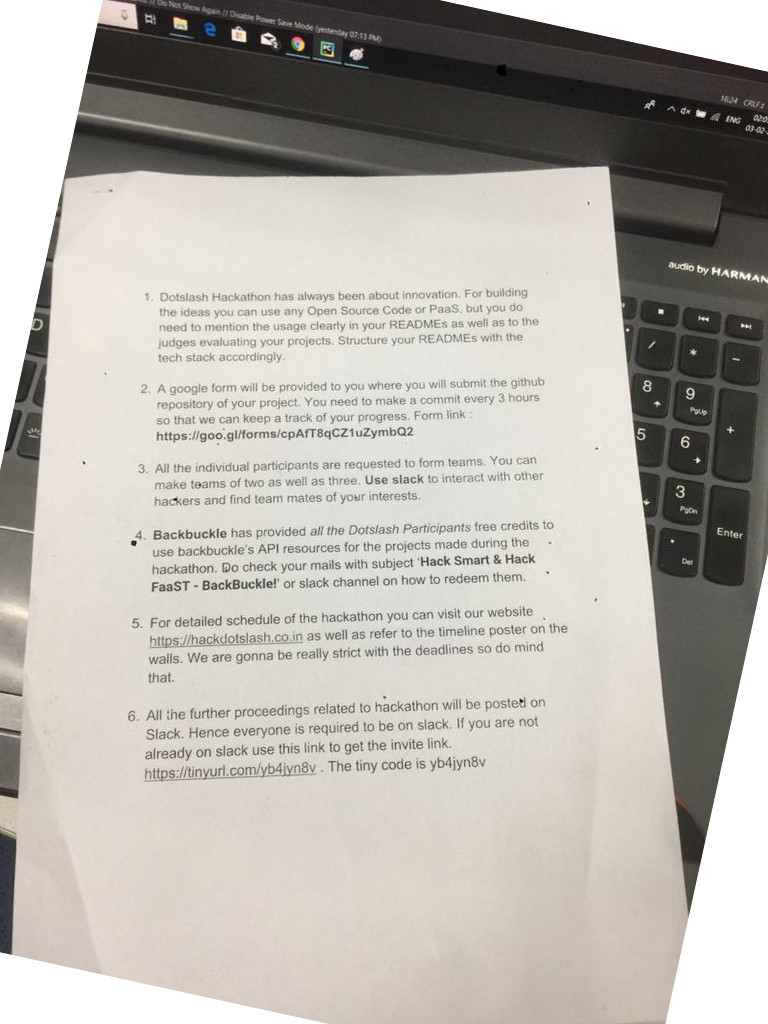 // Do Not Show Again // Disable Power Save Mode (yesterday 07:13 PM)
16:24 CRLF÷
ENG
03-02-
audio by HARMAN
1. Dotslash Hackathon has always been about innovation. For building
the ideas you can use any Open Source Code or PaaS, but you do
need to mention the usage clearly in your READMEs as well as to the
judges evaluating your projects. Structure your READMEs with the
tech stack accordingly.
2. A google form will be provided to you where you will submit the github
repository of your project. You need to make a commit every 3 hours
so that we can keep a track of your progress. Form link :
https://goo.gl/forms/cpAfT8qCZ1uZymbQ2
3. All the individual participants are requested to form teams. You can
make teams of two as well as three. Use slack to interact with other
hackers and find team mates of your interests.
4. Backbuckle has provided all the Dotslash Participants free credits to
use backbuckle's API resources for the projects made during the
hackathon. Do check your mails with subject 'Hack Smart & Hack
FaaST - BackBuckle!' or slack channel on how to redeem them.
5. For detailed schedule of the hackathon you can visit our website
https://hackdotslash.co.in as well as refer to the timeline poster on the
walls. We are gonna be really strict with the deadlines so do mind
that.
6. All the further proceedings related to hackathon will be posted on
Slack. Hence everyone is required to be on slack. If you are not
already on slack use this link to get the invite link.
https://tinyurl.com/yb4jyn8v . The tiny code is yb4jyn8v
/ * -
8 9 PgUp +
5 6
3 PgDn
. Del Enter